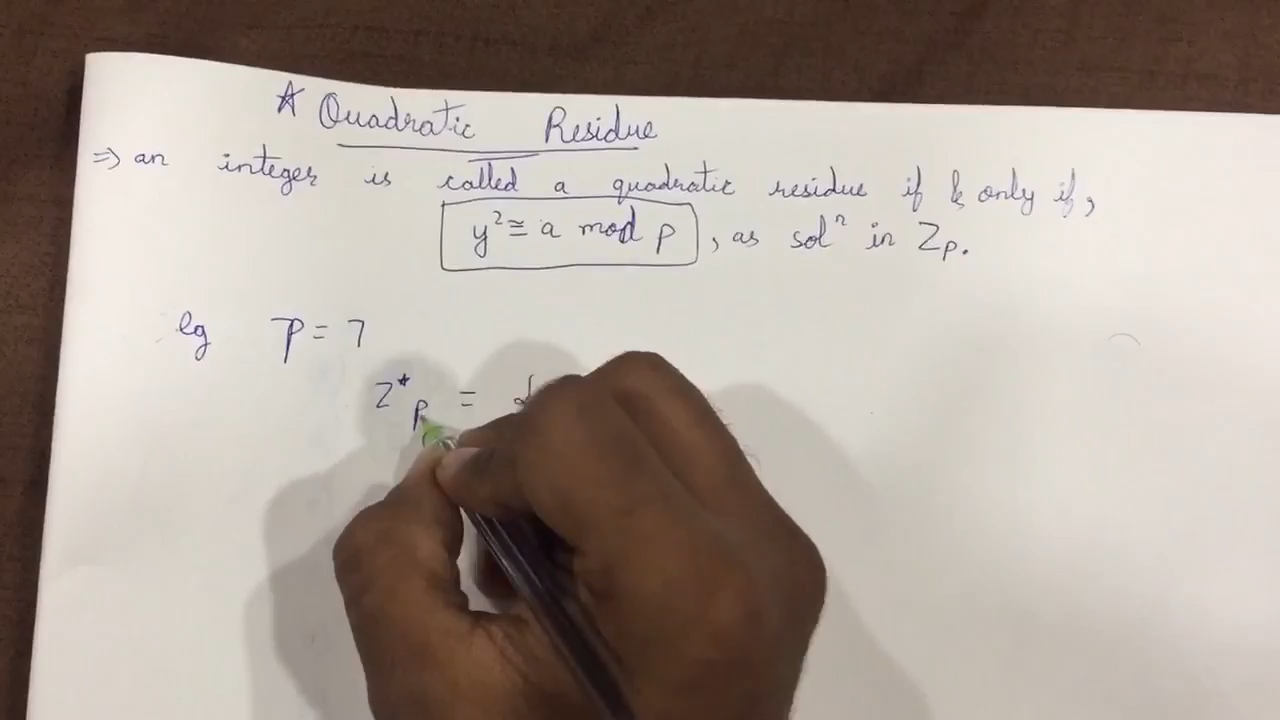 ☆ Quadratic Residue
⇒ an integer is called a quadratic residue if & only if,
y² ≅ a mod p , as solⁿ in Zp.
eg P = 7
Z*p = {